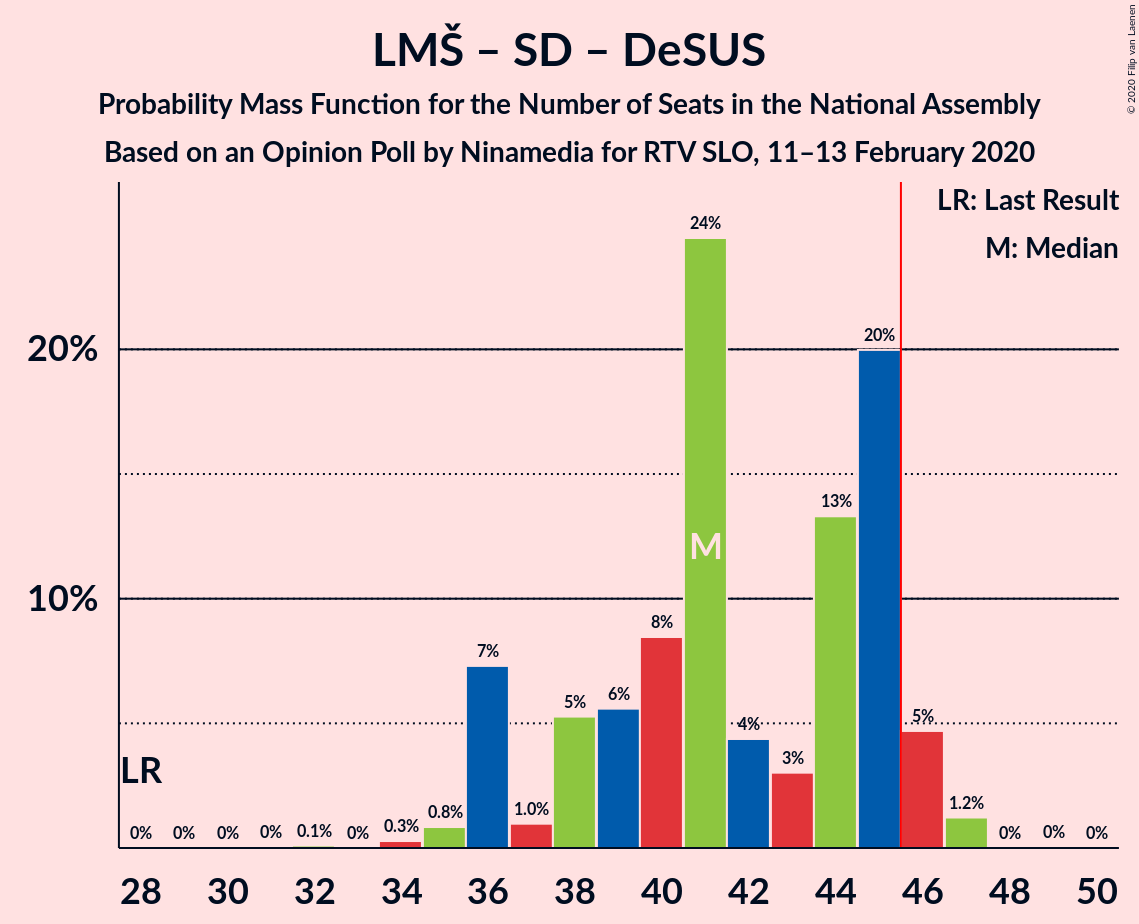 LMŠ – SD – DeSUS
Probability Mass Function for the Number of Seats in the National Assembly
Based on an Opinion Poll by Ninamedia for RTV SLO, 11–13 February 2020
© 2020 Filip van Laenen
LR: Last Result
M: Median
20%
10%
LR
M
0%
0%
0%
0%
0.1%
0%
0.3%
0.8%
7%
1.0%
5%
6%
8%
24%
4%
3%
13%
20%
5%
1.2%
0%
0%
0%
28 30 32 34 36 38 40 42 44 46 48 50